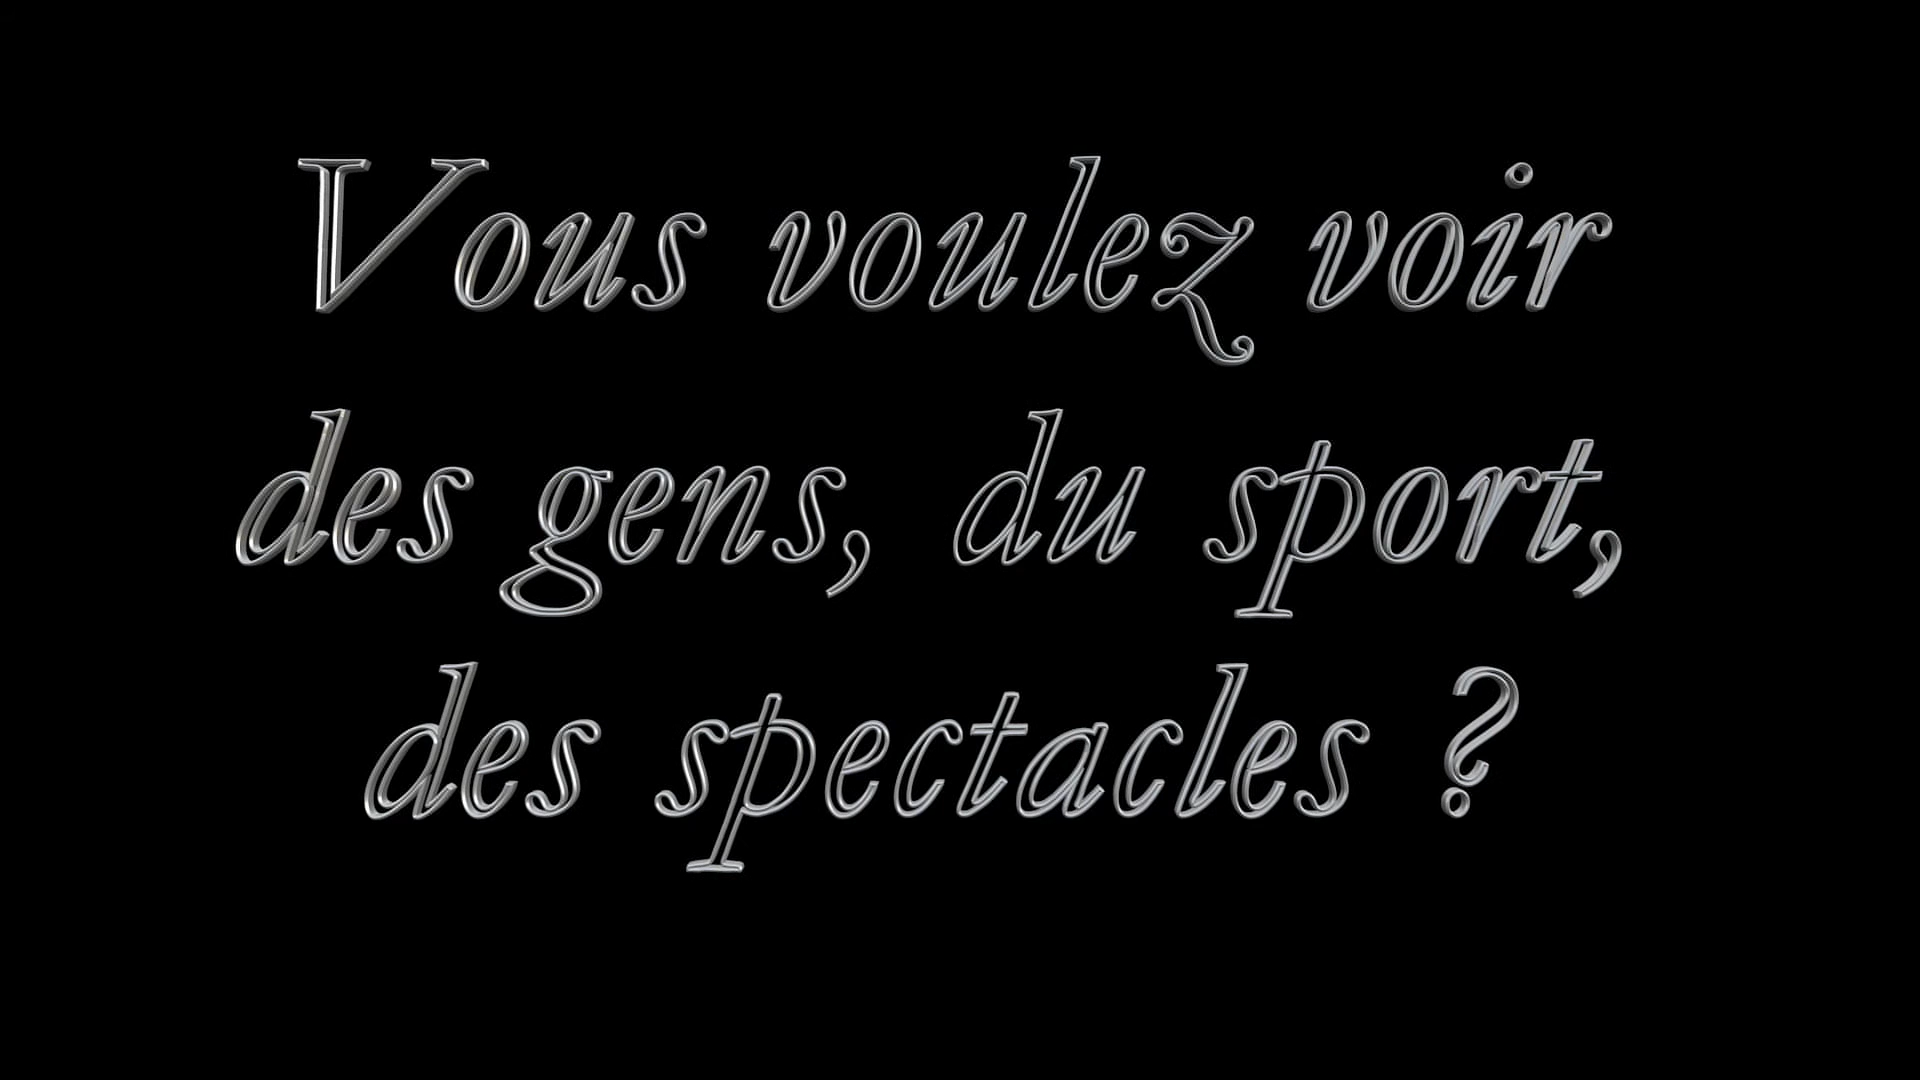 Vous voulez voir
des gens, du sport,
des spectacles ?